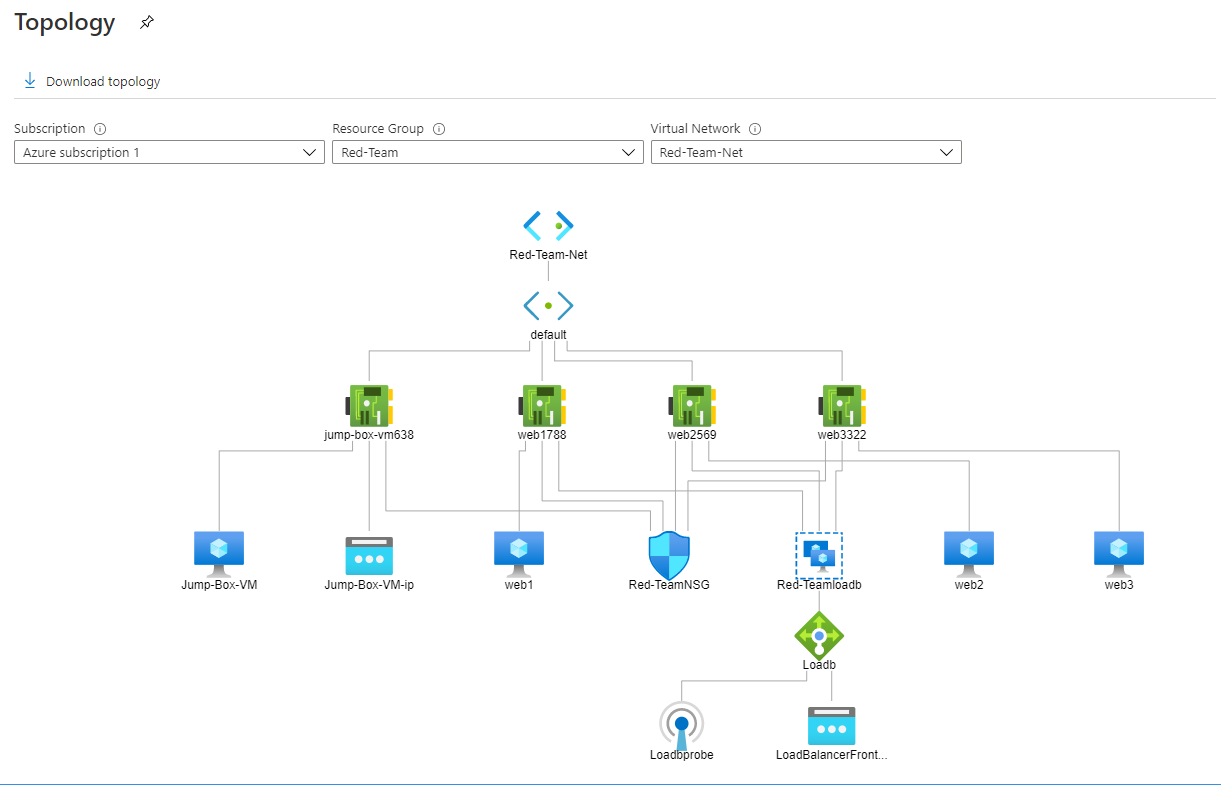 Topology
Download topology
Subscription
Resource Group
Virtual Network
Azure subscription 1
Red-Team
Red-Team-Net
Red-Team-Net
default
jump-box-vm638
web1788
web2569
web3322
Jump-Box-VM
Jump-Box-VM-ip
web1
Red-TeamNSG
Red-Teamloadb
web2
web3
Loadb
Loadbprobe
LoadBalancerFront...